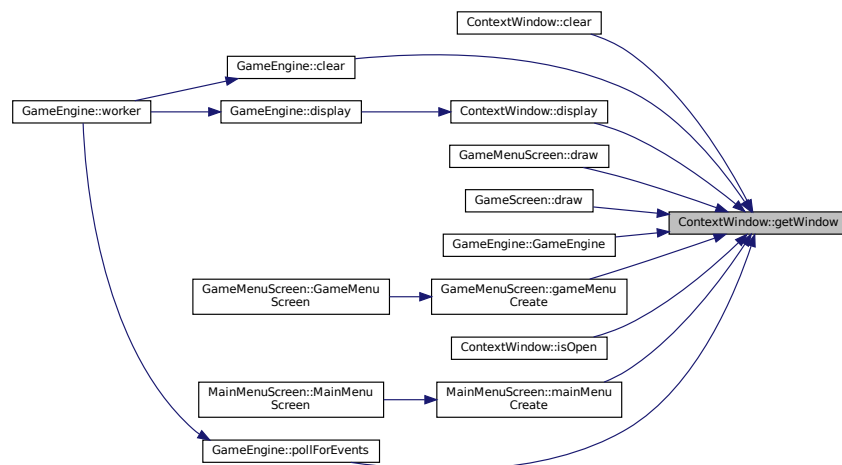 ContextWindow::clear
GameEngine::clear
GameEngine::worker
GameEngine::display
ContextWindow::display
GameMenuScreen::draw
GameScreen::draw
ContextWindow::getWindow
GameEngine::GameEngine
GameMenuScreen::GameMenu
Screen
GameMenuScreen::gameMenu
Create
ContextWindow::isOpen
MainMenuScreen::MainMenu
Screen
MainMenuScreen::mainMenu
Create
GameEngine::pollForEvents